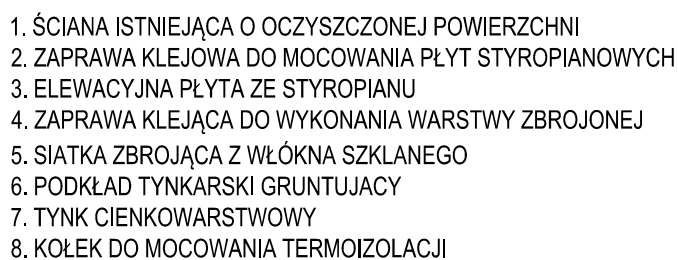 1. ŚCIANA ISTNIEJĄCA O OCZYSZCZONEJ POWIERZCHNI
2. ZAPRAWA KLEJOWA DO MOCOWANIA PŁYT STYROPIANOWYCH
3. ELEWACYJNA PŁYTA ZE STYROPIANU
4. ZAPRAWA KLEJĄCA DO WYKONANIA WARSTWY ZBROJONEJ
5. SIATKA ZBROJĄCA Z WŁÓKNA SZKLANEGO
6. PODKŁAD TYNKARSKI GRUNTUJACY
7. TYNK CIENKOWARSTWOWY
8. KOŁEK DO MOCOWANIA TERMOIZOLACJI